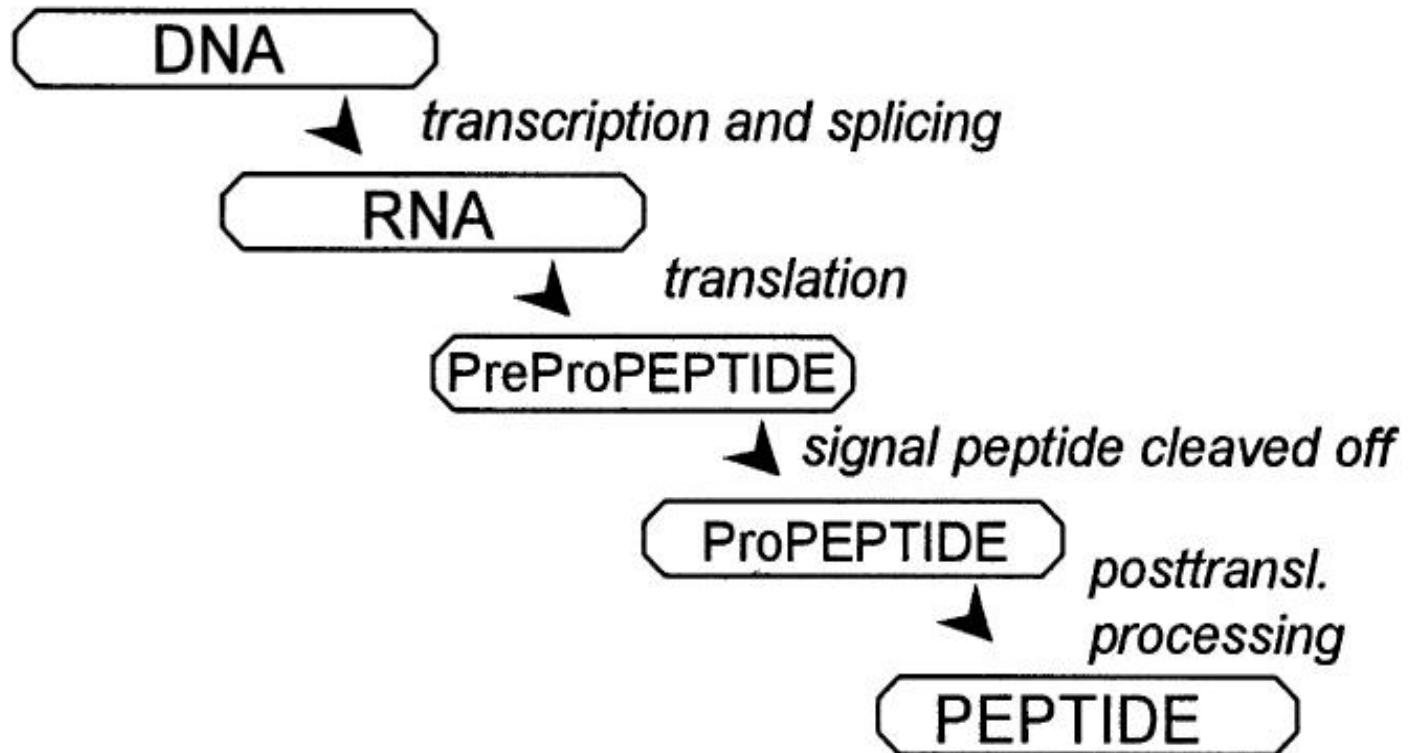 DNA
transcription and splicing
RNA
translation
PreProPEPTIDE
signal peptide cleaved off
ProPEPTIDE
posttransl.
processing
PEPTIDE